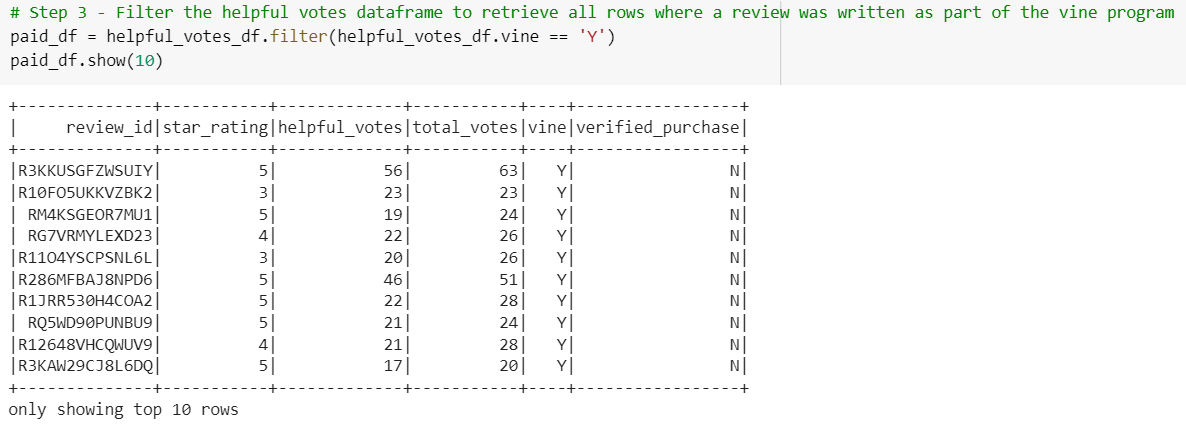 # Step 3 - Filter the helpful votes dataframe to retrieve all rows where a review was written as part of the vine program
paid_df = helpful_votes_df.filter(helpful_votes_df.vine == 'Y')
paid_df.show(10)
+--------------+-----------+-------------+-----------+----+-----------------+
|     review_id|star_rating|helpful_votes|total_votes|vine|verified_purchase|
+--------------+-----------+-------------+-----------+----+-----------------+
|R3KKUSGFZWSUIY|          5|           56|         63|   Y|                N|
|R10FO5UKKVZBK2|          3|           23|         23|   Y|                N|
| RM4KSGEOR7MU1|          5|           19|         24|   Y|                N|
| RG7VRMYLEXD23|          4|           22|         26|   Y|                N|
|R11O4YSCPSNL6L|          3|           20|         26|   Y|                N|
|R286MFBAJ8NPD6|          5|           46|         51|   Y|                N|
|R1JRR530H4COA2|          5|           22|         28|   Y|                N|
| RQ5WD90PUNBU9|          5|           21|         24|   Y|                N|
|R12648VHCQWUV9|          4|           21|         28|   Y|                N|
|R3KAW29CJ8L6DQ|          5|           17|         20|   Y|                N|
+--------------+-----------+-------------+-----------+----+-----------------+
only showing top 10 rows